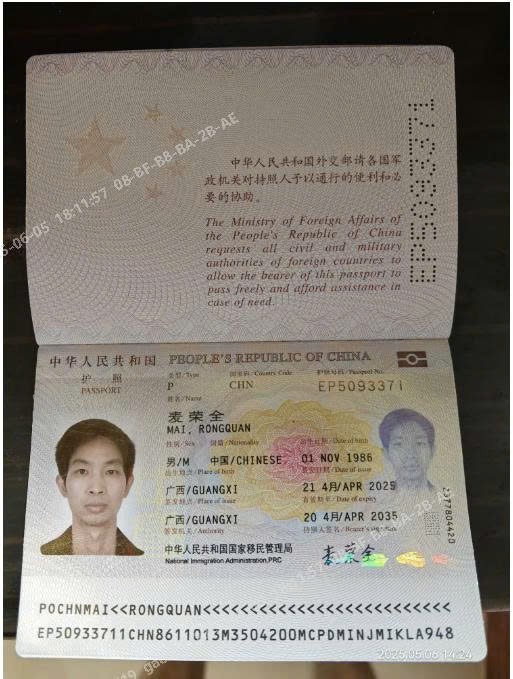 5-06-05 18:11:57 08-BF-B8-BA-2B-AE
EP5093371
中华人民共和国外交部请各国军
政机关对持照人予以通行的便利和必
要的协助。
The Ministry of Foreign Affairs of
the People's Republic of China
requests all civil and military
authorities of foreign countries to
allow the bearer of this passport to
pass freely and afford assistance in
case of need.
中华人民共和国 PEOPLE'S REPUBLIC OF CHINA
护 照
PASSPORT
类型/Type 国家码/Country Code 护照号码/Passport No.
P CHN EP5093371
姓名/Name
麦荣全
MAI, RONGQUAN
性别/Sex 国籍/Nationality 出生日期/Date of birth
男/M 中国/CHINESE 01 NOV 1986
出生地点/Place of birth 签发日期/Date of issue
广西/GUANGXI 21 4月/APR 2025
签发地点/Place of issue 有效期至/Date of expiry
广西/GUANGXI 20 4月/APR 2035
签发机关/Authority 持照人签名/Bearer's signature
中华人民共和国国家移民管理局 麦荣全
National Immigration Administration,PRC
POCHNMAI<<RONGQUAN<<<<<<<<<<<<<<<<<<<<<<<<<<
EP50933711CHN8611013M3504200MCPDMINJMIKLA948
2025.05.06 14:24